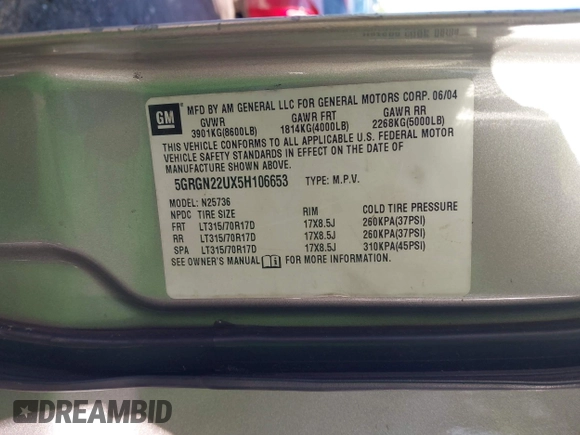 GM
MFD BY AM GENERAL LLC FOR GENERAL MOTORS CORP. 06/04
GVWR GAWR FRT GAWR RR
3901KG(8600LB) 1814KG(4000LB) 2268KG(5000LB)
THIS VEHICLE CONFORMS TO ALL APPLICABLE U.S. FEDERAL MOTOR
VEHICLE SAFETY STANDARDS IN EFFECT ON THE DATE OF
MANUFACTURE SHOWN ABOVE.
5GRGN22UX5H106653 TYPE: M.P.V.
MODEL: N25736
NPDC TIRE SIZE RIM COLD TIRE PRESSURE
FRT LT315/70R17D 17X8.5J 260KPA(37PSI)
RR LT315/70R17D 17X8.5J 260KPA(37PSI)
SPA LT315/70R17D 17X8.5J 310KPA(45PSI)
SEE OWNER'S MANUAL FOR MORE INFORMATION.
DREAMBID